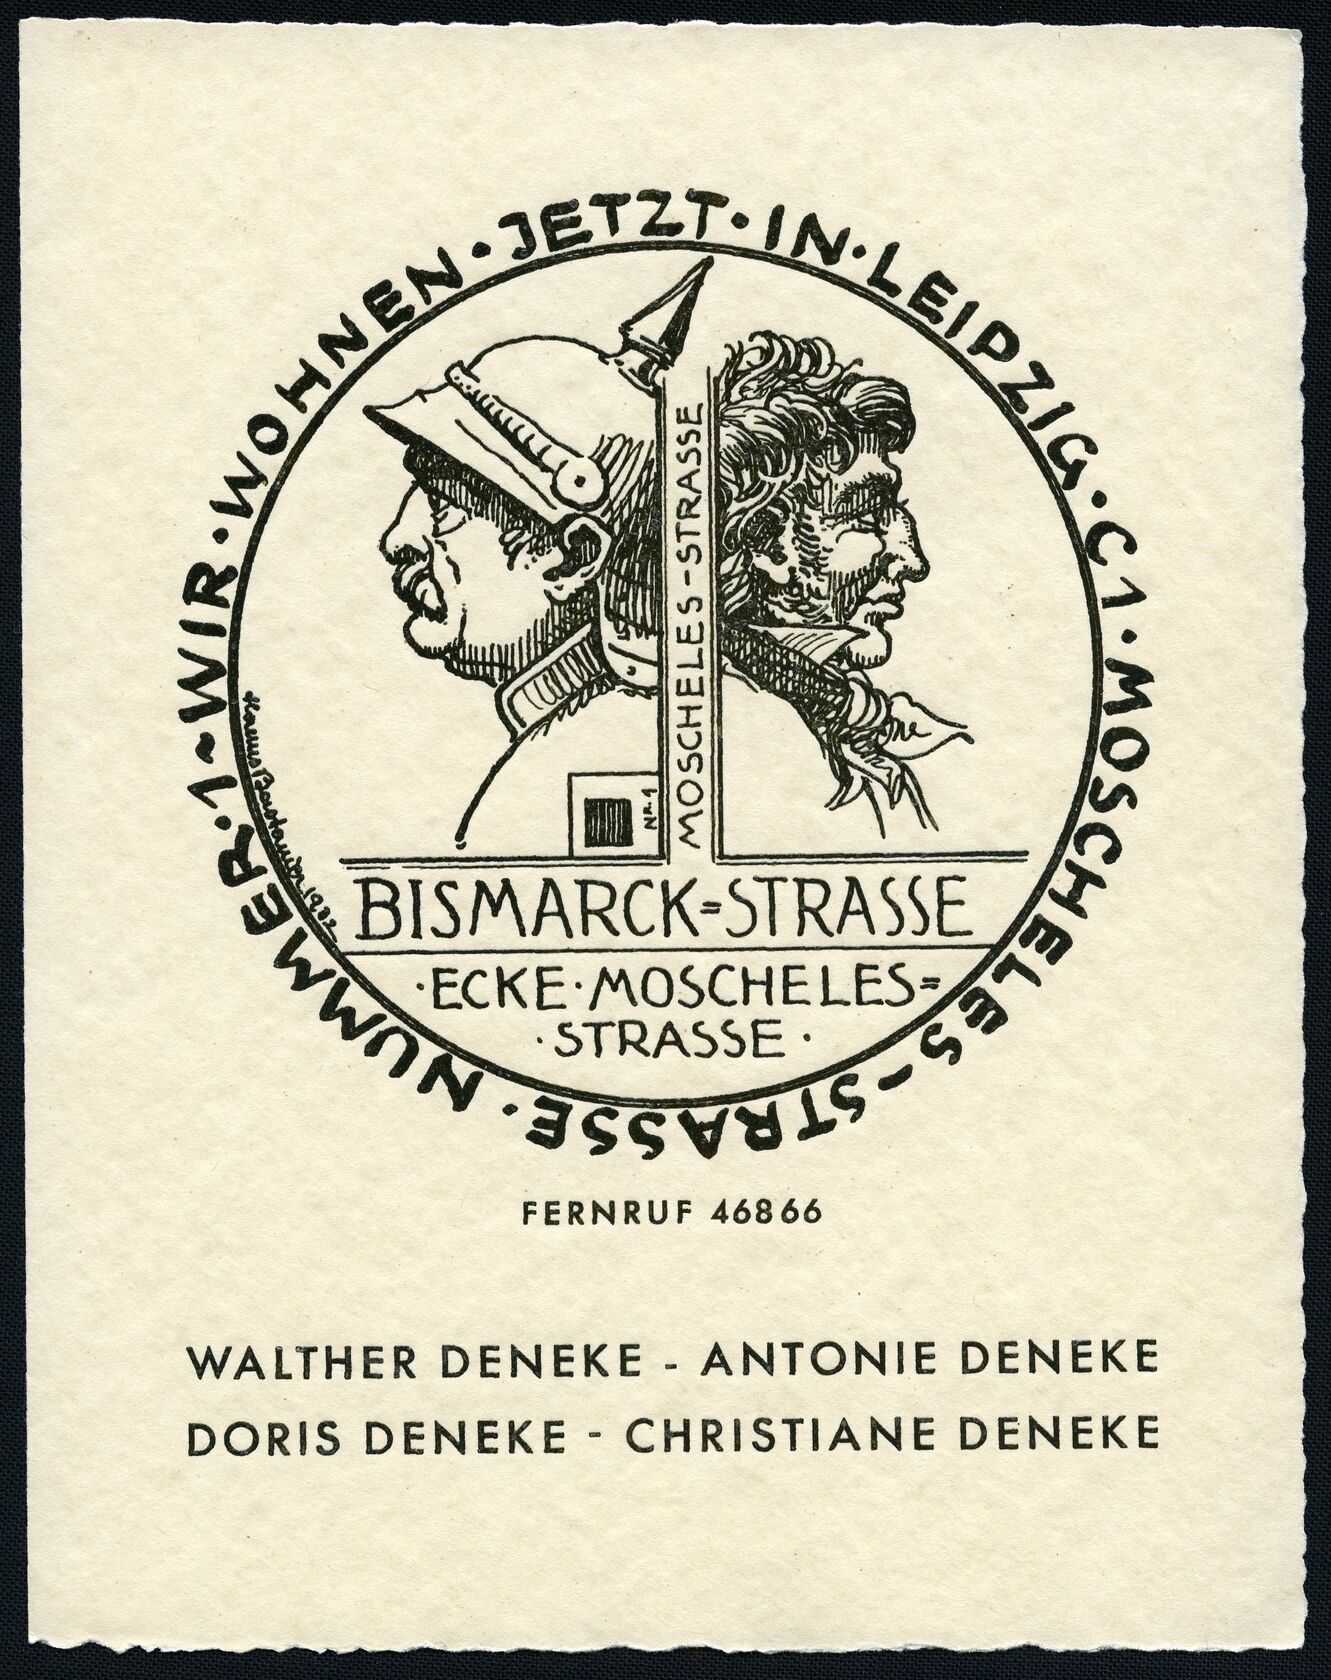 WIR · WOHNEN · JETZT · IN · LEIPZIG · C1 · MOSCHELES-STRASSE · NUMMER · 1 ~
MOSCHELES-STRASSE
NR. 1
BISMARCK=STRASSE
· ECKE · MOSCHELES=
· STRASSE ·
FERNRUF 46866
WALTHER DENEKE - ANTONIE DENEKE
DORIS DENEKE - CHRISTIANE DENEKE